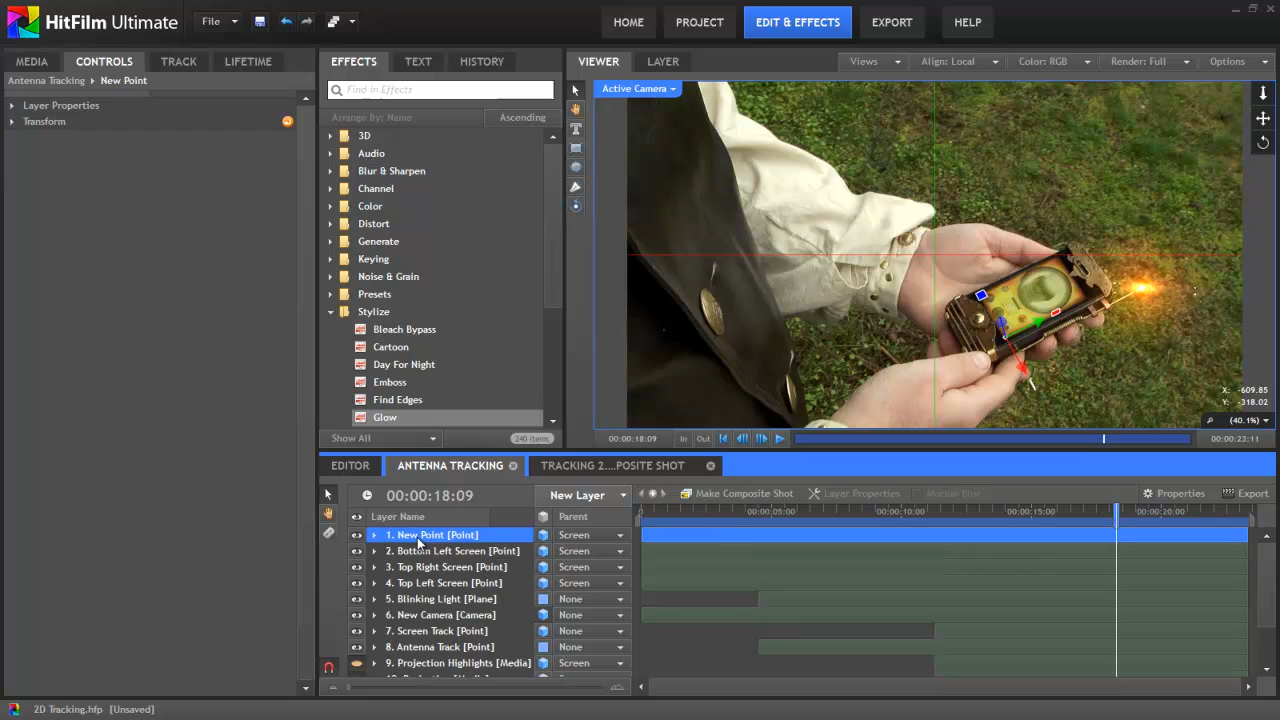 HitFilm Ultimate
File
HOME
PROJECT
EDIT & EFFECTS
EXPORT
HELP
MEDIA
CONTROLS
TRACK
LIFETIME
Antenna Tracking
New Point
Layer Properties
Transform
EFFECTS
TEXT
HISTORY
Find in Effects
Arrange By: Name
Ascending
3D
Audio
Blur & Sharpen
Channel
Color
Distort
Generate
Keying
Noise & Grain
Presets
Stylize
Bleach Bypass
Cartoon
Day For Night
Emboss
Find Edges
Glow
Show All
240 items
VIEWER
LAYER
Views
Align: Local
Color: RGB
Render: Full
Options
Active Camera
X: -609.85
Y: -318.02
(40.1%)
00:00:18:09
In
Out
00:00:23:11
EDITOR
ANTENNA TRACKING
TRACKING 2....POSITE SHOT
00:00:18:09
New Layer
Make Composite Shot
Layer Properties
Motion Blur
Properties
Export
Layer Name
Parent
0
00:00:05:00
00:00:10:00
00:00:15:00
00:00:20:00
1. New Point [Point]
Screen
2. Bottom Left Screen [Point]
Screen
3. Top Right Screen [Point]
Screen
4. Top Left Screen [Point]
Screen
5. Blinking Light [Plane]
None
6. New Camera [Camera]
None
7. Screen Track [Point]
None
8. Antenna Track [Point]
None
9. Projection Highlights [Media]
Screen
2D Tracking.hfp
[Unsaved]